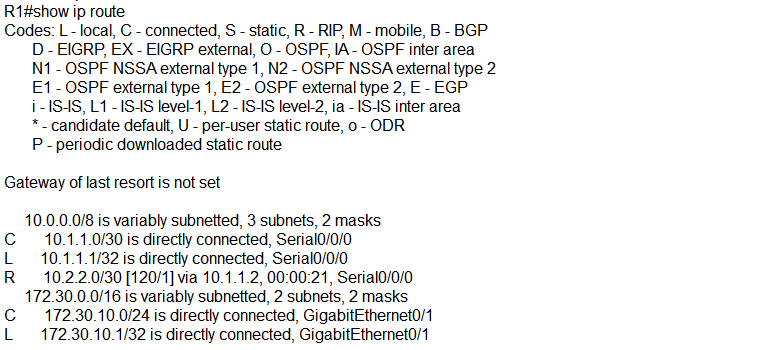 R1#show ip route
Codes: L - local, C - connected, S - static, R - RIP, M - mobile, B - BGP
D - EIGRP, EX - EIGRP external, O - OSPF, IA - OSPF inter area
N1 - OSPF NSSA external type 1, N2 - OSPF NSSA external type 2
E1 - OSPF external type 1, E2 - OSPF external type 2, E - EGP
i - IS-IS, L1 - IS-IS level-1, L2 - IS-IS level-2, ia - IS-IS inter area
* - candidate default, U - per-user static route, o - ODR
P - periodic downloaded static route
Gateway of last resort is not set
10.0.0.0/8 is variably subnetted, 3 subnets, 2 masks
C 10.1.1.0/30 is directly connected, Serial0/0/0
L 10.1.1.1/32 is directly connected, Serial0/0/0
R 10.2.2.0/30 [120/1] via 10.1.1.2, 00:00:21, Serial0/0/0
172.30.0.0/16 is variably subnetted, 2 subnets, 2 masks
C 172.30.10.0/24 is directly connected, GigabitEthernet0/1
L 172.30.10.1/32 is directly connected, GigabitEthernet0/1